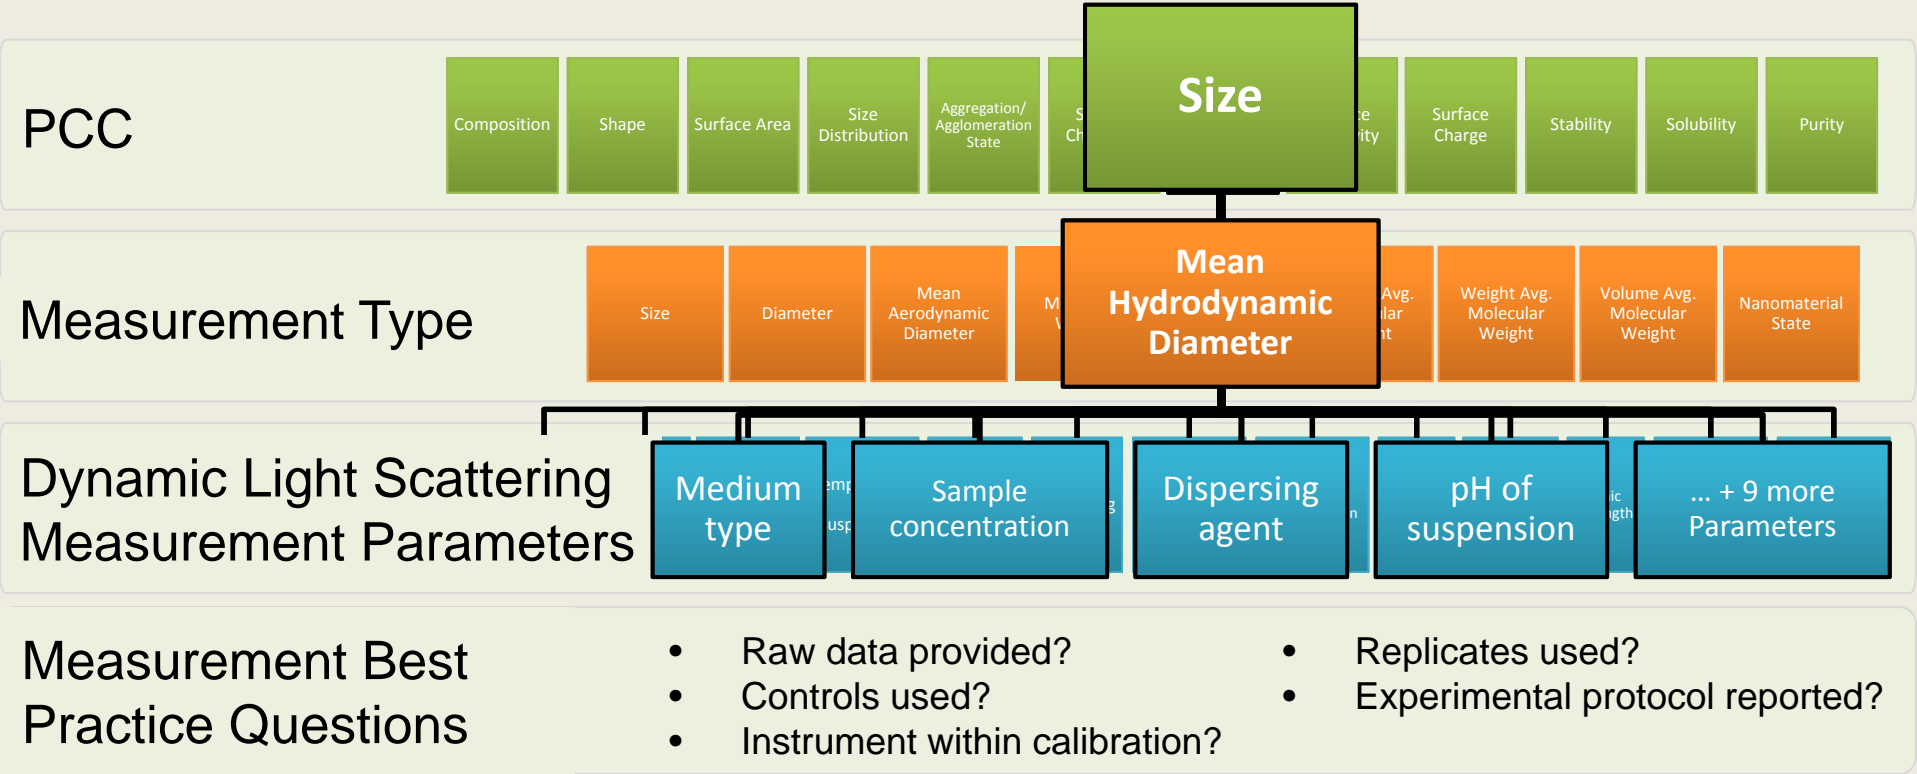 PCC
Composition
Shape
Surface Area
Size
Distribution
Aggregation/
Agglomeration
State
Size
Surface
Charge
Stability
Solubility
Purity
Measurement Type
Size
Diameter
Mean
Aerodynamic
Diameter
Mean
Hydrodynamic
Diameter
Avg.
Weight Avg.
Molecular
Weight
Volume Avg.
Molecular
Weight
Nanomaterial
State
Dynamic Light Scattering
Measurement Parameters
Medium
type
Sample
concentration
Dispersing
agent
pH of
suspension
... + 9 more
Parameters
Measurement Best
Practice Questions
• Raw data provided?
• Controls used?
• Instrument within calibration?
• Replicates used?
• Experimental protocol reported?